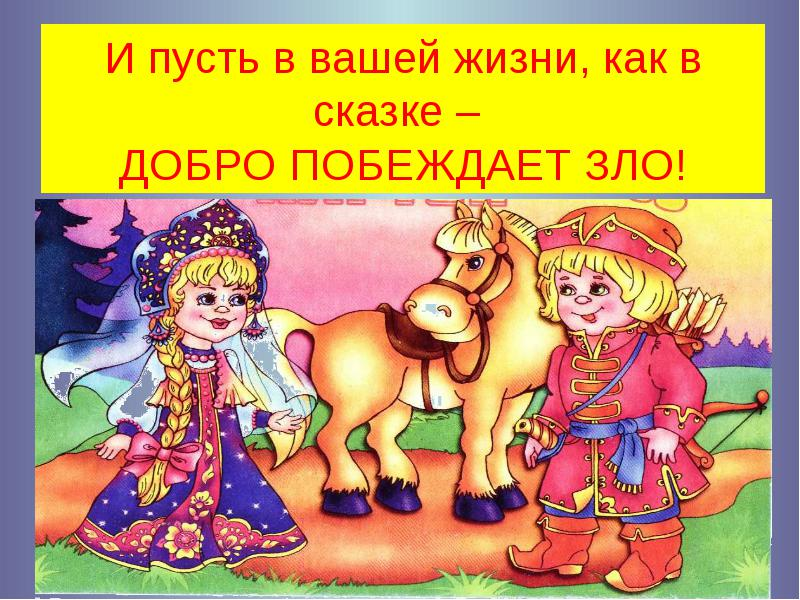 И пусть в вашей жизни, как в
сказке –
ДОБРО ПОБЕЖДАЕТ ЗЛО!